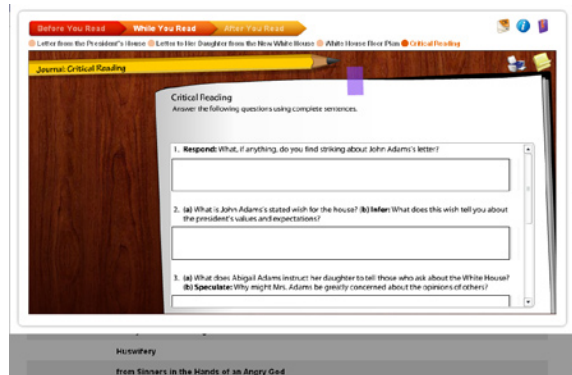 Before You Read While You Read After You Read
Letter from the President's House Letter to Her Daughter from the New White House White House Floor Plan Critical Reading
Journal: Critical Reading
Critical Reading
Answer the following questions using complete sentences.
1. Respond: What, if anything, do you find striking about John Adams's letter?
2. (a) What is John Adams's stated wish for the house? (b) Infer: What does this wish tell you about
the president's values and expectations?
3. (a) What does Abigail Adams instruct her daughter to tell those who ask about the White House?
(b) Speculate: Why might Mrs. Adams be greatly concerned about the opinions of others?
Huswifery
from Sinners in the Hands of an Angry God